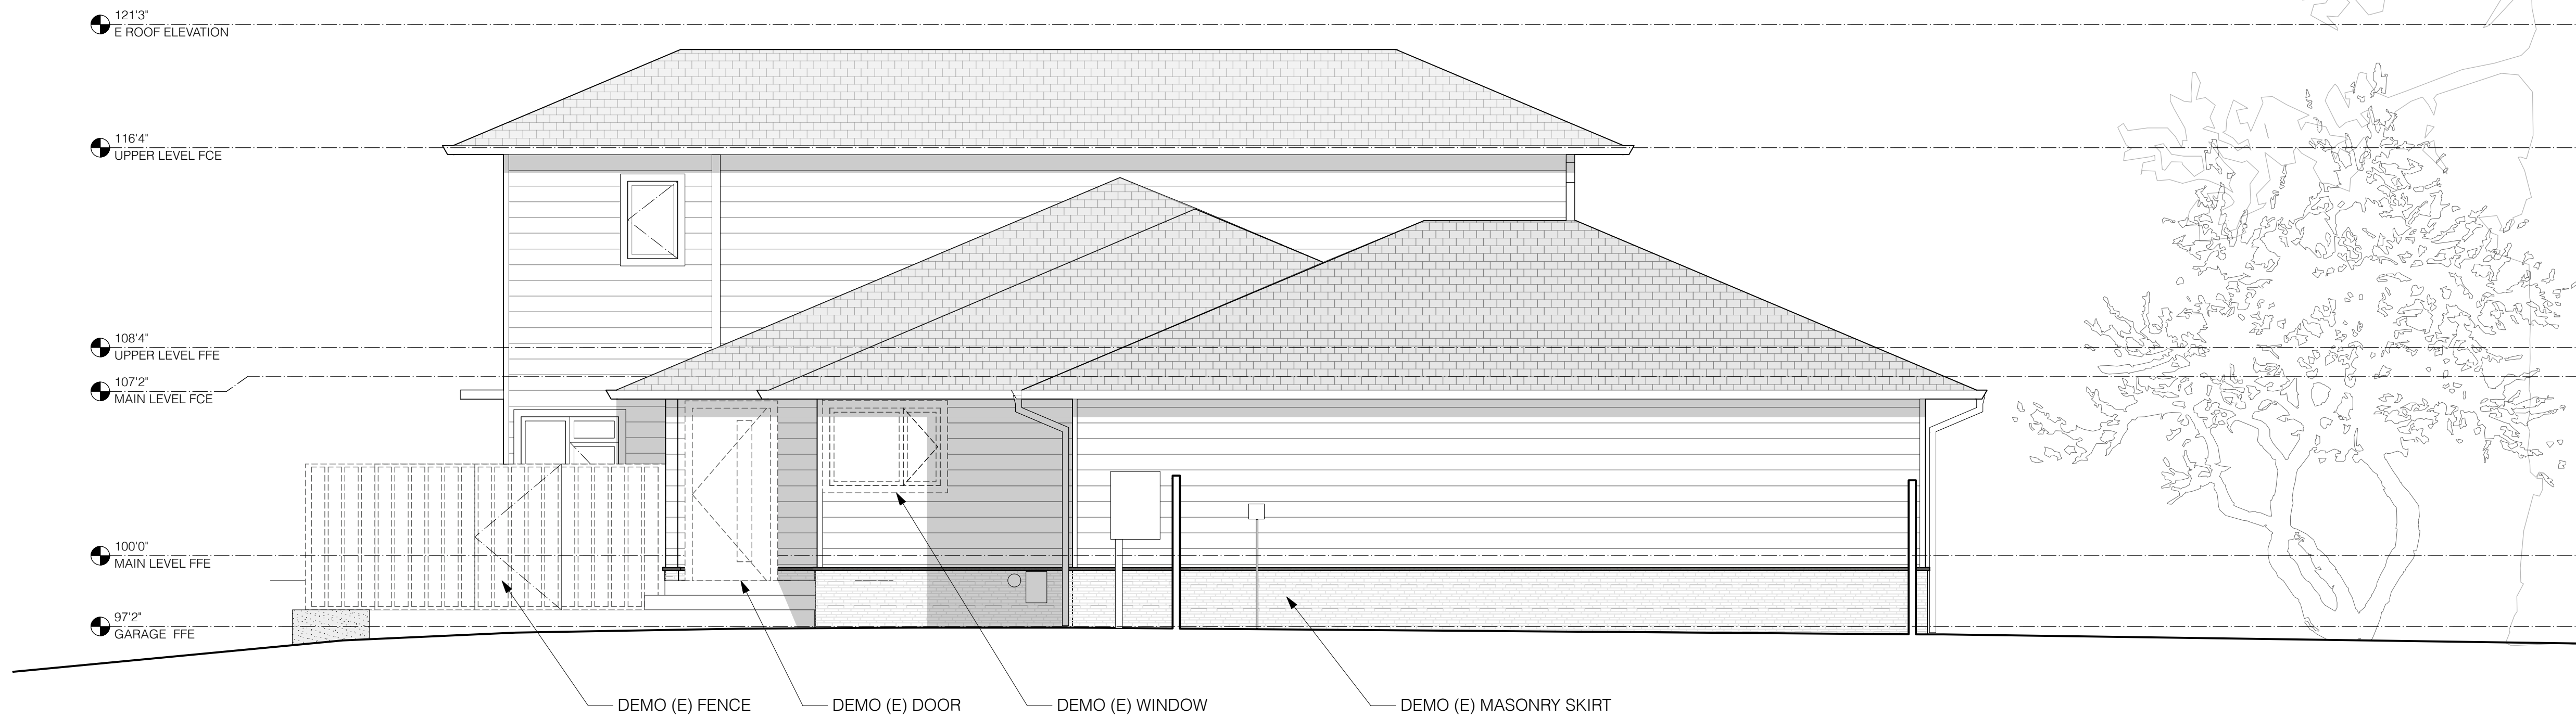 121'3"
E ROOF ELEVATION
116'4"
UPPER LEVEL FCE
108'4"
UPPER LEVEL FFE
107'2"
MAIN LEVEL FCE
100'0"
MAIN LEVEL FFE
97'2"
GARAGE FFE
DEMO (E) FENCE
DEMO (E) DOOR
DEMO (E) WINDOW
DEMO (E) MASONRY SKIRT